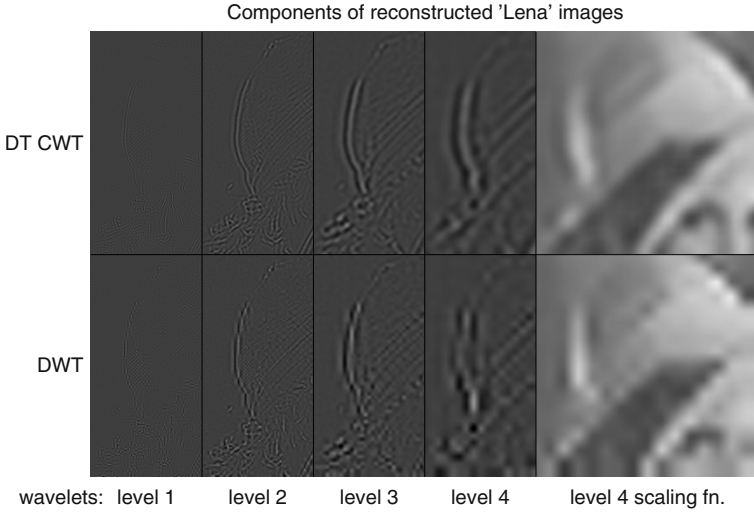 Components of reconstructed 'Lena' images
DT CWT
DWT
wavelets: level 1 level 2 level 3 level 4 level 4 scaling fn.